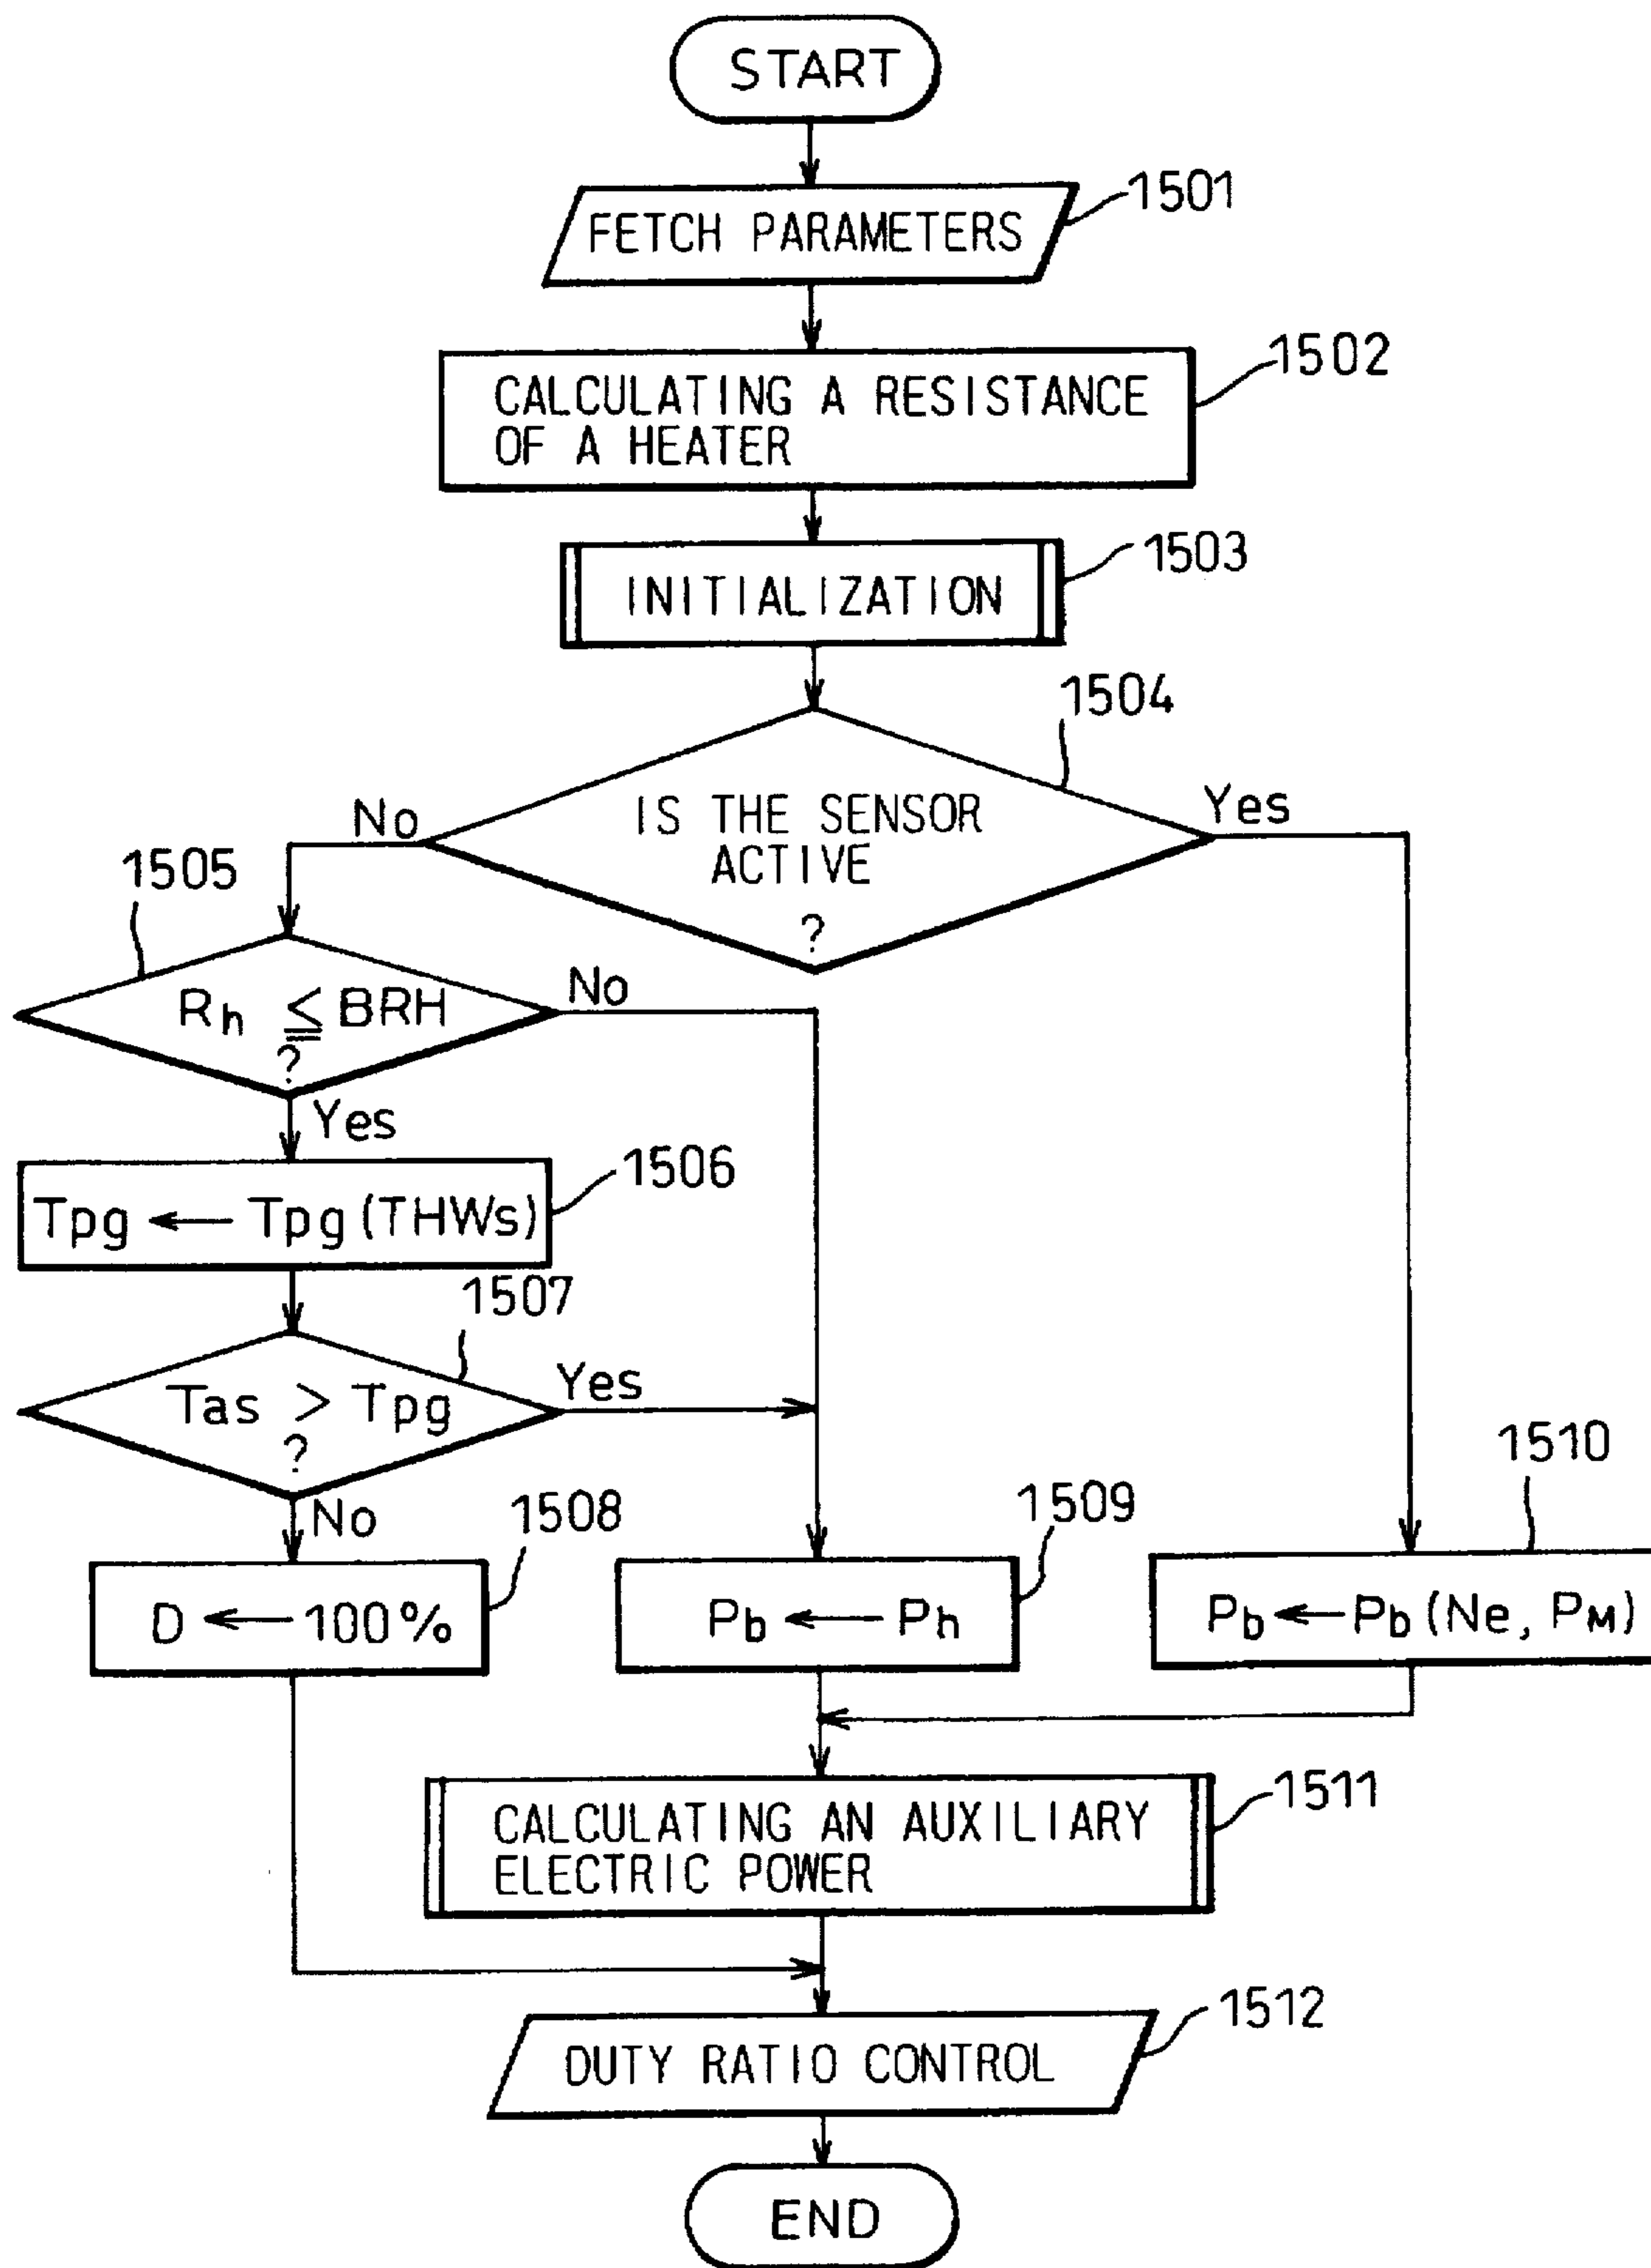 START
FETCH PARAMETERS
1501
CALCULATING A RESISTANCE
OF A HEATER
1502
INITIALIZATION
1503
1504
IS THE SENSOR
ACTIVE
?
No
Yes
1505
Rh ≦ BRH
?
No
Yes
1506
Tpg ← Tpg (THWs)
1507
Tas > Tpg
?
Yes
No
1508
D ← 100%
1509
Pb ← Ph
1510
Pb ← Pb (Ne, PM)
CALCULATING AN AUXILIARY
ELECTRIC POWER
1511
DUTY RATIO CONTROL
1512
END